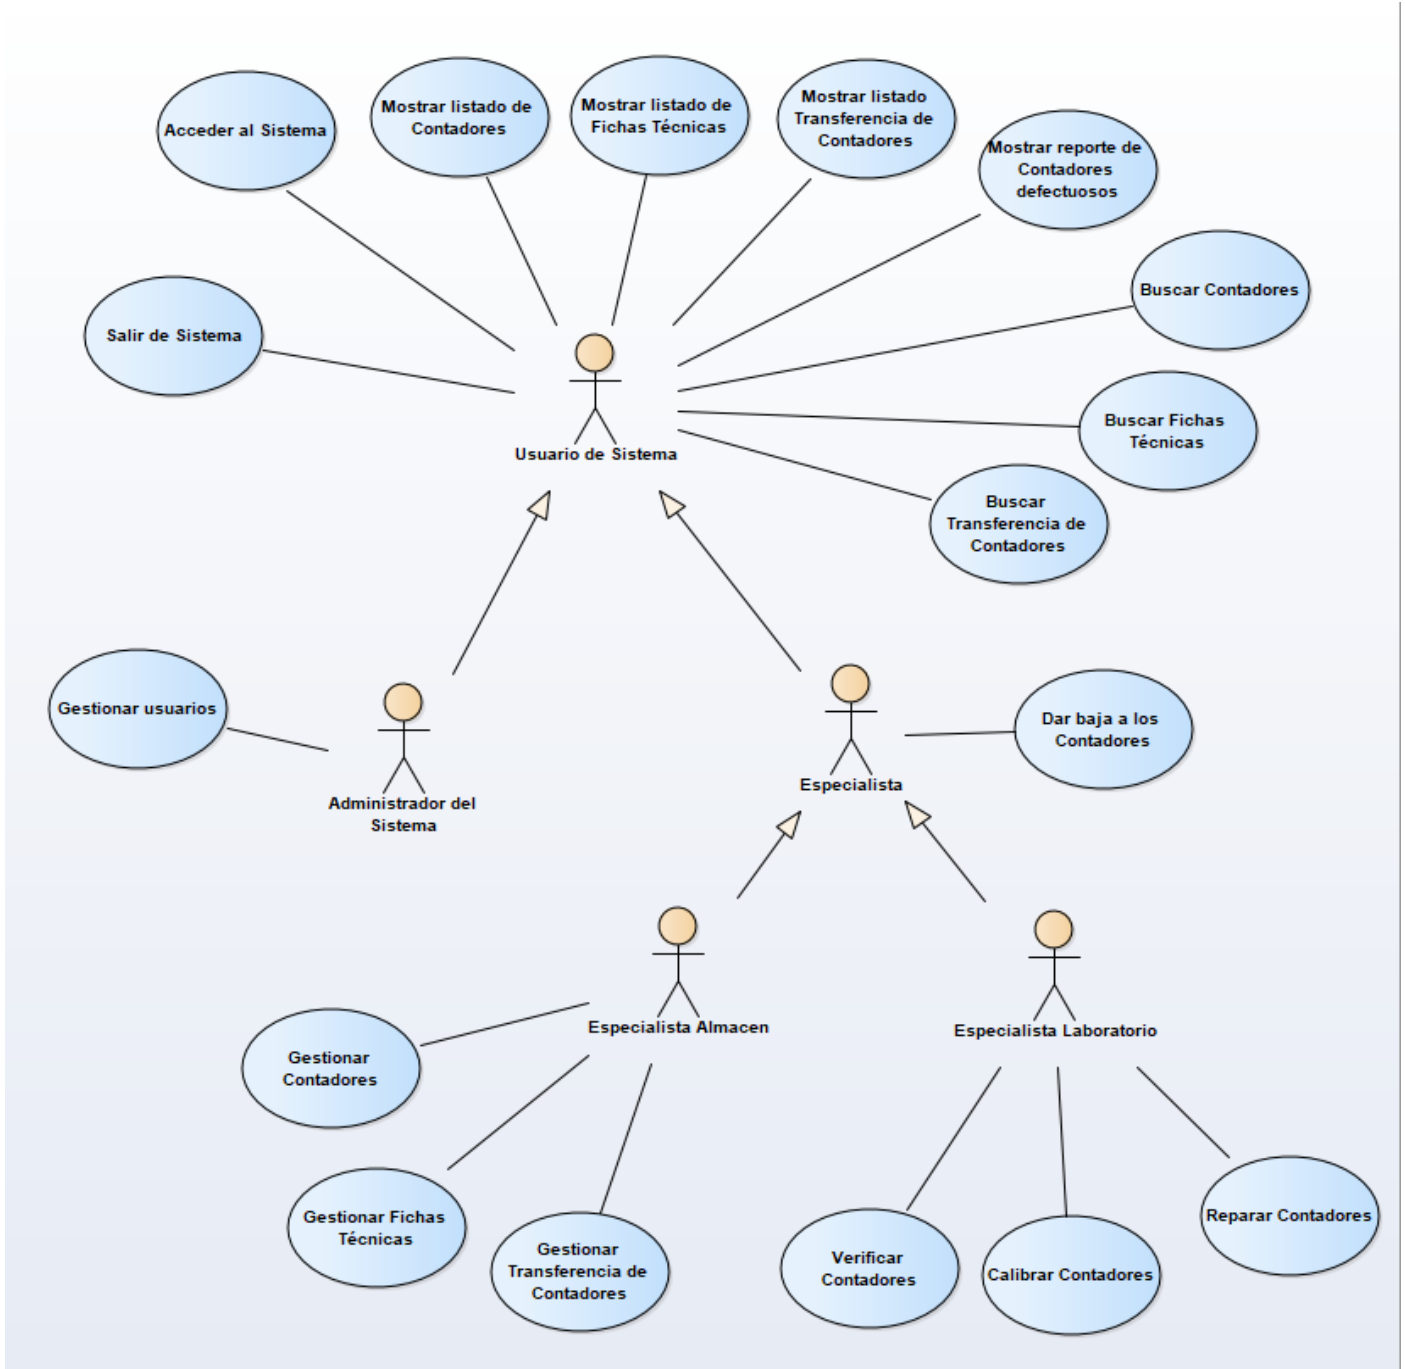 Acceder al Sistema
Mostrar listado de
Contadores
Mostrar listado de
Fichas Técnicas
Mostrar listado
Transferencia de
Contadores
Mostrar reporte de
Contadores
defectuosos
Buscar Contadores
Salir de Sistema
Buscar Fichas
Técnicas
Usuario de Sistema
Buscar
Transferencia de
Contadores
Gestionar usuarios
Administrador del
Sistema
Especialista
Dar baja a los
Contadores
Especialista Almacen
Especialista Laboratorio
Gestionar
Contadores
Gestionar Fichas
Técnicas
Gestionar
Transferencia de
Contadores
Verificar
Contadores
Calibrar Contadores
Reparar Contadores